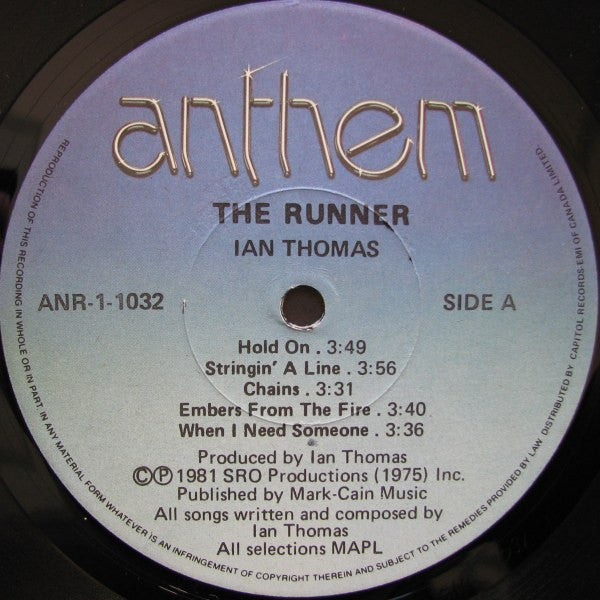 anthem
THE RUNNER
IAN THOMAS
ANR-1-1032
SIDE A
Hold On . 3:49
Stringin' A Line . 3:56
Chains . 3:31
Embers From The Fire . 3:40
When I Need Someone . 3:36
Produced by Ian Thomas
©℗1981 SRO Productions (1975) Inc.
Published by Mark-Cain Music
All songs written and composed by
Ian Thomas
All selections MAPL
REPRODUCTION OF THIS RECORDING IN WHOLE OR IN PART, IN ANY MATERIAL FORM WHATEVER IS AN INFRINGEMENT OF COPYRIGHT THEREIN AND SUBJECT TO THE REMEDIES PROVIDED BY LAW. DISTRIBUTED BY CAPITOL RECORDS-EMI OF CANADA LIMITED.